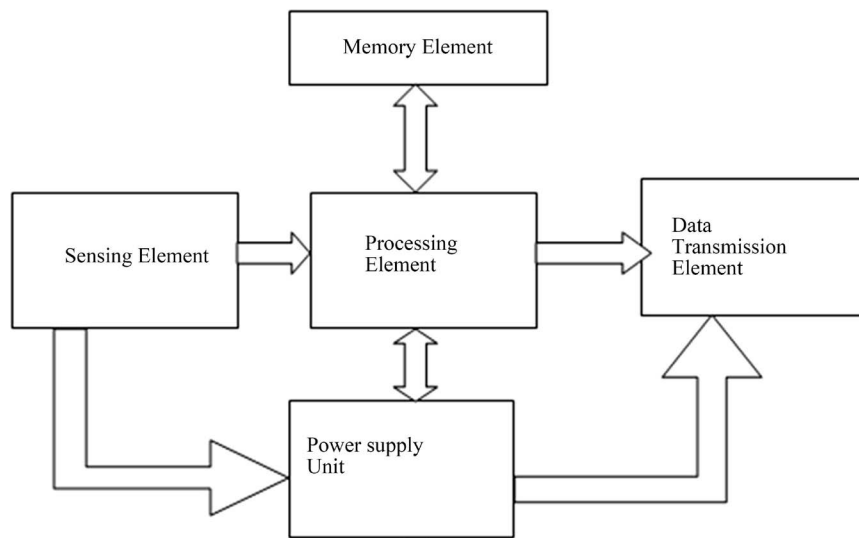 Memory Element
Sensing Element
Processing
Element
Data
Transmission
Element
Power supply
Unit